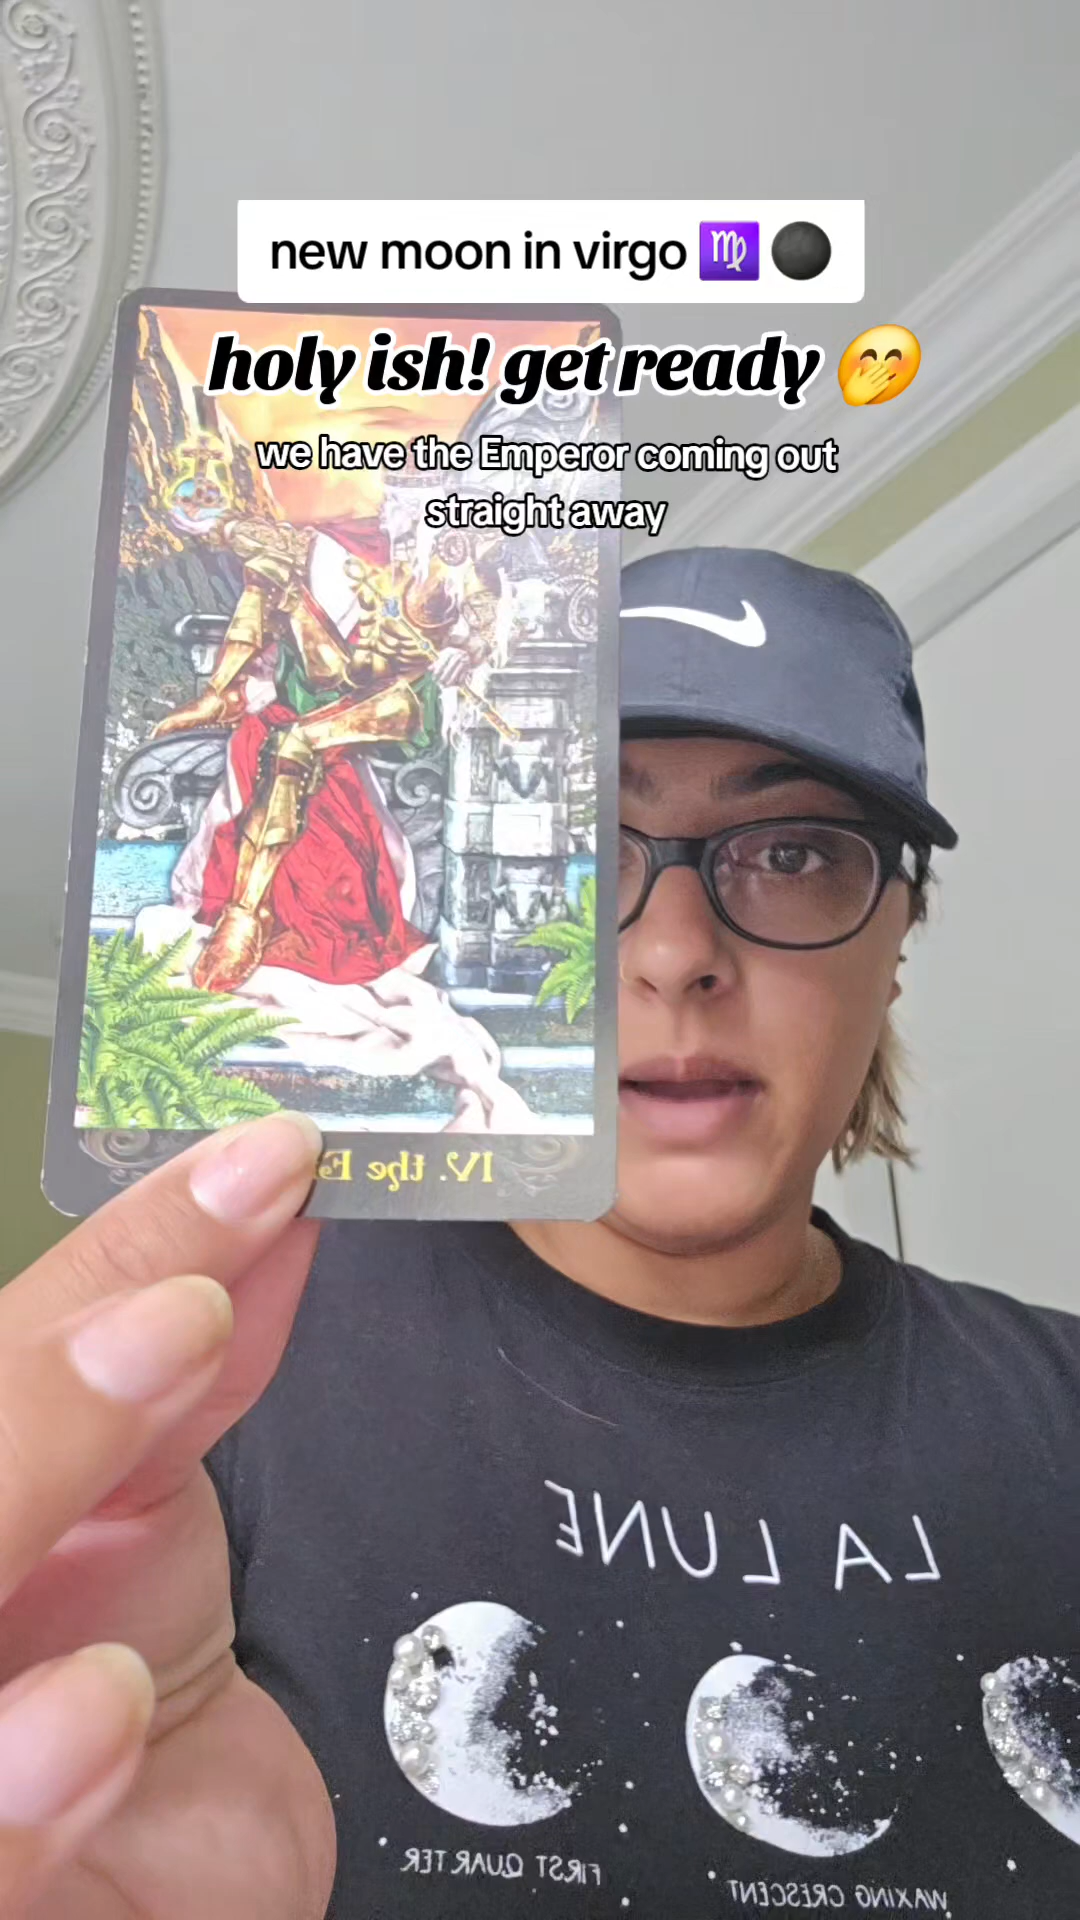 new moon in virgo ♍ 🌑
holy ish! get ready 🤭
we have the Emperor coming out
straight away
IV. the E
LA LUNE
FIRST QUARTER
WAXING CRESCENT